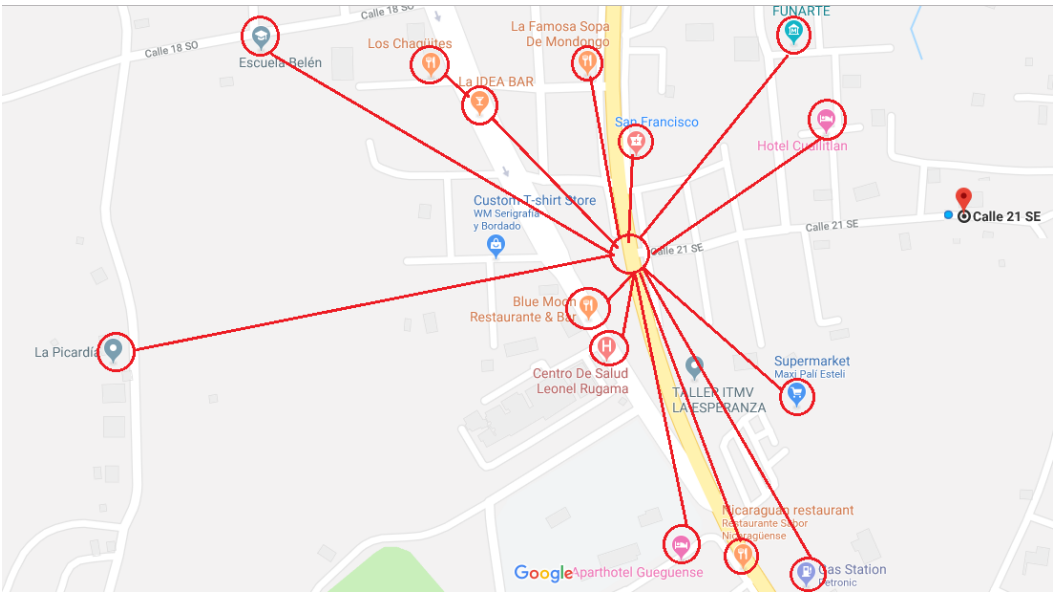 Calle 18 SO
FUNARTE
Calle 18 SO
La Famosa Sopa
De Mondongo
Los Chagüites
Escuela Belén
La IDEA BAR
San Francisco
Hotel Cuallitlan
Custom T-shirt Store
WM Serigrafía
y Bordado
Calle 21 SE
Calle 21 SE
Calle 21 SE
Blue Moon
Restaurante & Bar
La Picardía
Centro De Salud
Leonel Rugama
Supermarket
Maxi Palí Esteli
TALLER ITMV
LA ESPERANZA
Nicaraguan restaurant
Restaurante Sabor
Nicaragüense
Google
Aparthotel Gueguense
Gas Station
Petronic